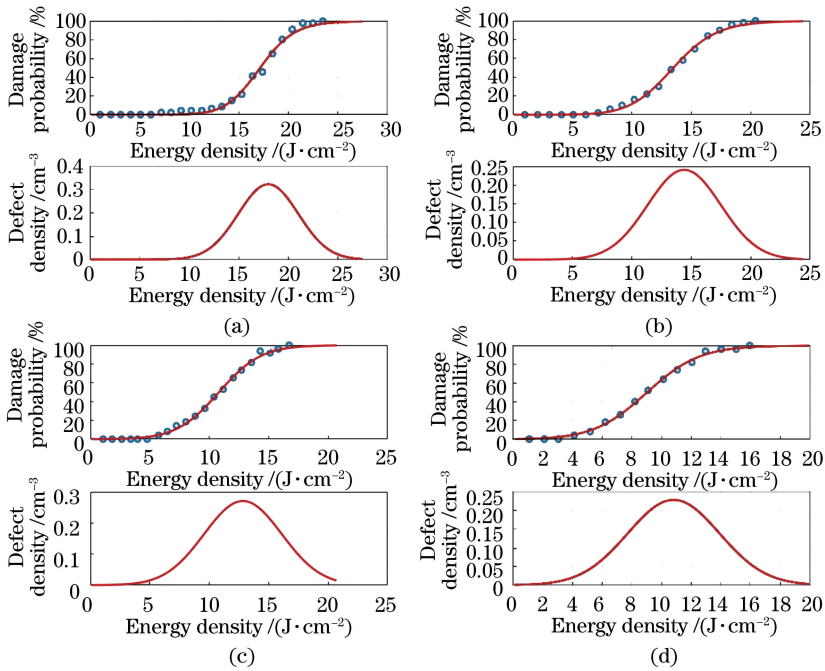 Damage
probability /%
100
80
60
40
20
0
0 5 10 15 20 25 30
Energy density /(J·cm⁻²)
Defect
density /cm⁻³
0.4
0.3
0.2
0.1
0
0 5 10 15 20 25 30
Energy density /(J·cm⁻²)
(a)
Damage
probability /%
100
80
60
40
20
0
0 5 10 15 20 25
Energy density /(J·cm⁻²)
Defect
density /cm⁻³
0.25
0.20
0.15
0.10
0.05
0
0 5 10 15 20 25
Energy density /(J·cm⁻²)
(b)
Damage
probability /%
100
80
60
40
20
0
0 5 10 15 20 25
Energy density /(J·cm⁻²)
Defect
density /cm⁻³
0.3
0.2
0.1
0
0 5 10 15 20 25
Energy density /(J·cm⁻²)
(c)
Damage
probability /%
100
80
60
40
20
0
0 2 4 6 8 10 12 14 16 18 20
Energy density /(J·cm⁻²)
Defect
density /cm⁻³
0.25
0.20
0.15
0.10
0.05
0
0 2 4 6 8 10 12 14 16 18 20
Energy density /(J·cm⁻²)
(d)